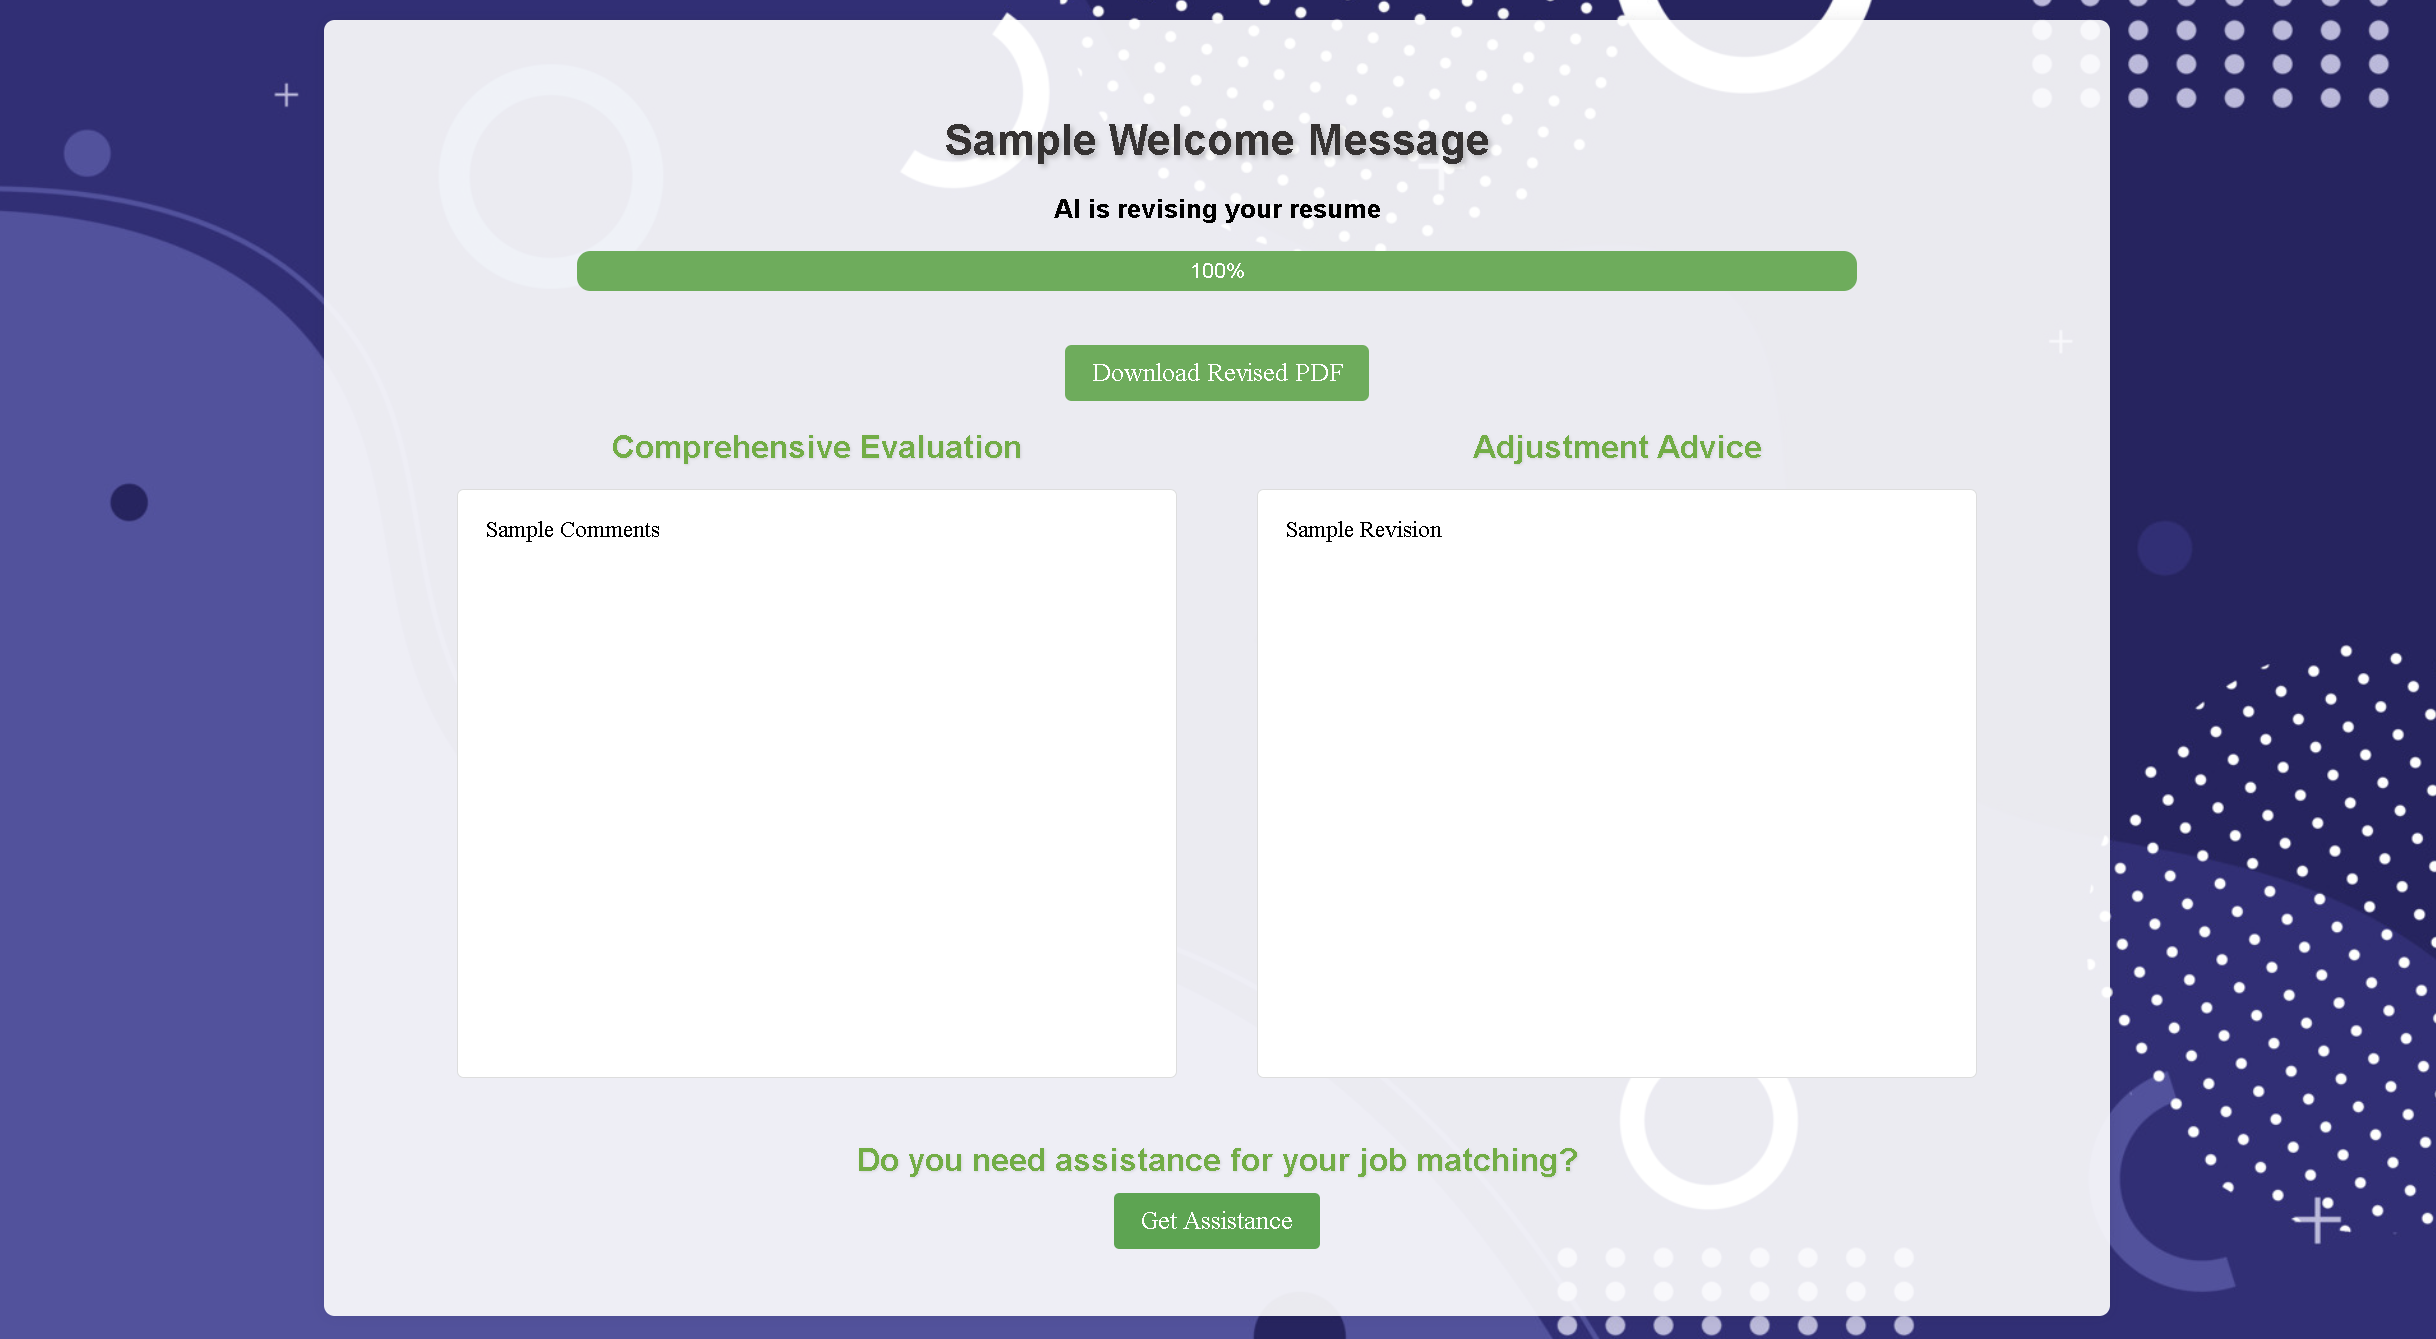 Sample Welcome Message
AI is revising your resume
100%
Download Revised PDF
Comprehensive Evaluation
Sample Comments
Adjustment Advice
Sample Revision
Do you need assistance for your job matching?
Get Assistance